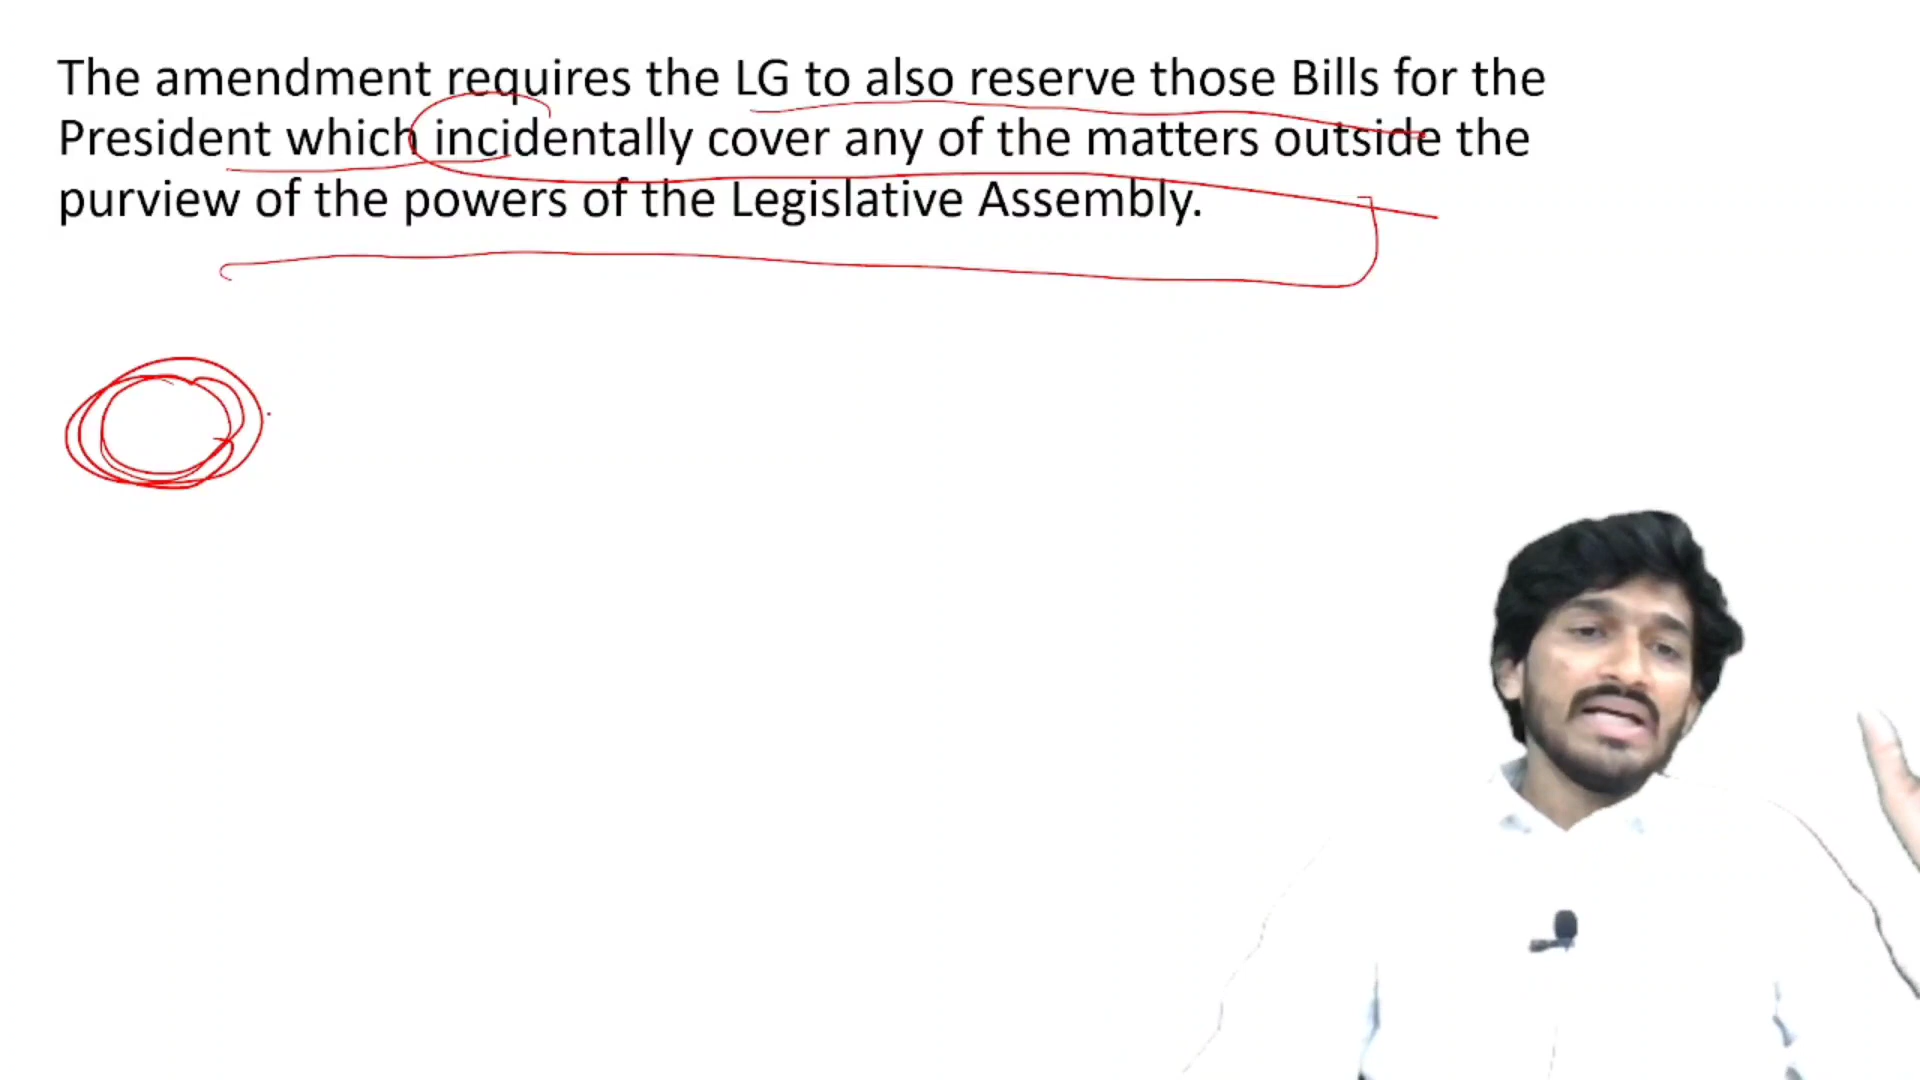 The amendment requires the LG to also reserve those Bills for the
President which incidentally cover any of the matters outside the
purview of the powers of the Legislative Assembly.